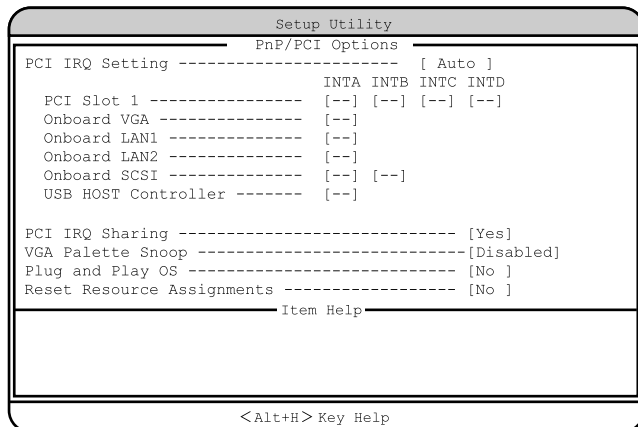 Setup Utility
PnP/PCI Options
PCI IRQ Setting ----------------------- [ Auto ]
INTA INTB INTC INTD
PCI Slot 1 ---------------- [--] [--] [--] [--]
Onboard VGA -------------- [--]
Onboard LAN1 -------------- [--]
Onboard LAN2 -------------- [--]
Onboard SCSI -------------- [--] [--]
USB HOST Controller ------- [--]
PCI IRQ Sharing -------------------------- [Yes]
VGA Palette Snoop --------------------------[Disabled]
Plug and Play OS -------------------------- [No ]
Reset Resource Assignments ----------------- [No ]
Item Help
<Alt+H> Key Help